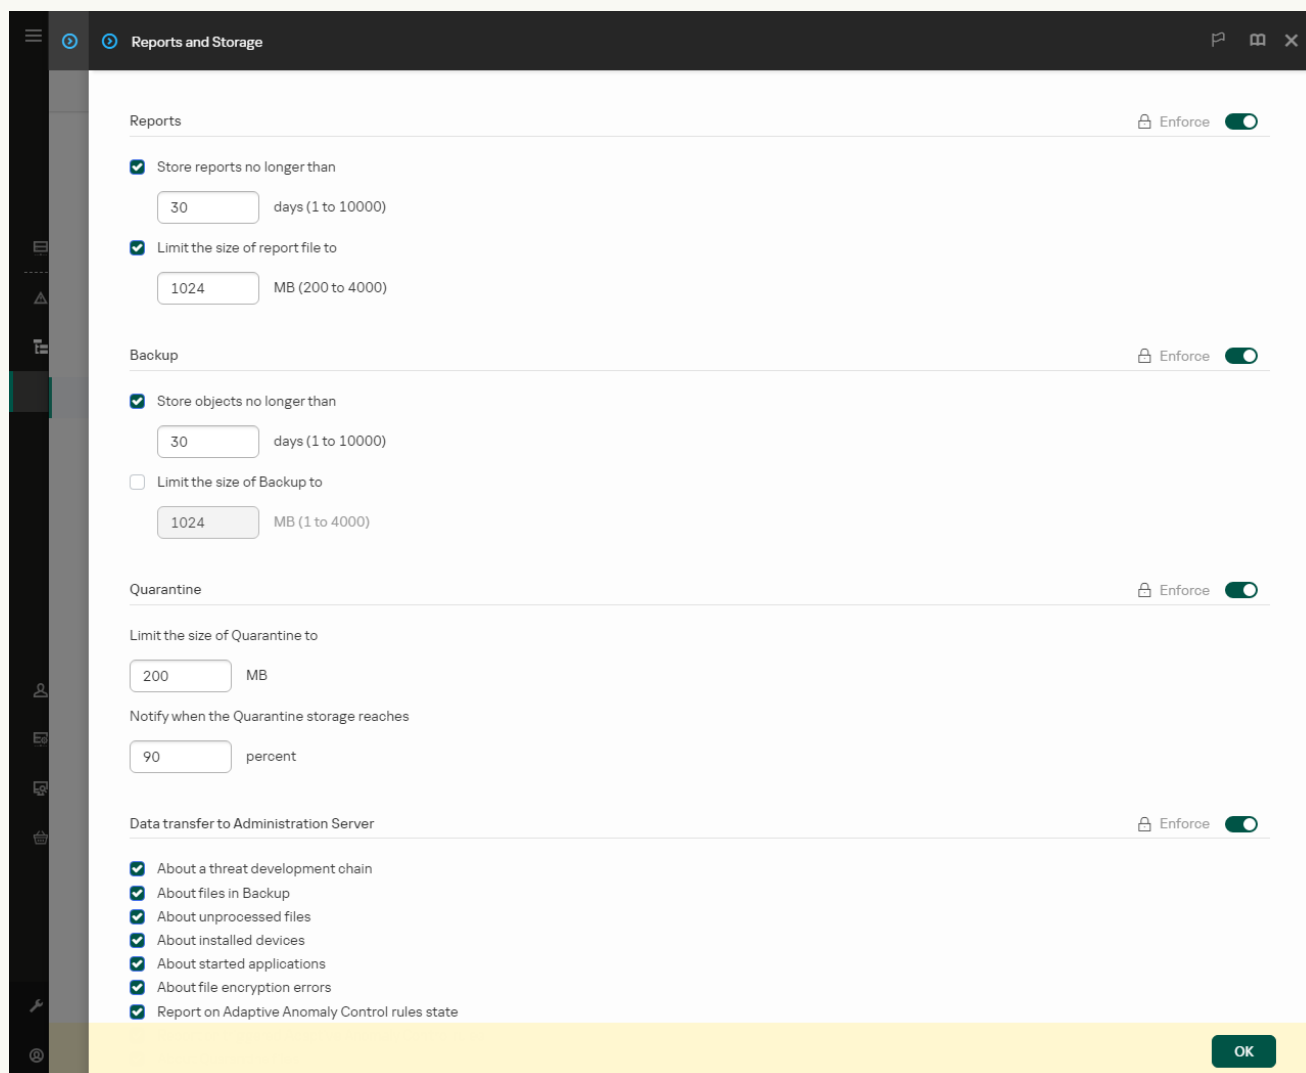 Reports and Storage
Reports
Enforce
Store reports no longer than
30
days (1 to 10000)
Limit the size of report file to
1024
MB (200 to 4000)
Backup
Enforce
Store objects no longer than
30
days (1 to 10000)
Limit the size of Backup to
1024
MB (1 to 4000)
Quarantine
Enforce
Limit the size of Quarantine to
200
MB
Notify when the Quarantine storage reaches
90
percent
Data transfer to Administration Server
Enforce
About a threat development chain
About files in Backup
About unprocessed files
About installed devices
About started applications
About file encryption errors
Report on Adaptive Anomaly Control rules state
OK